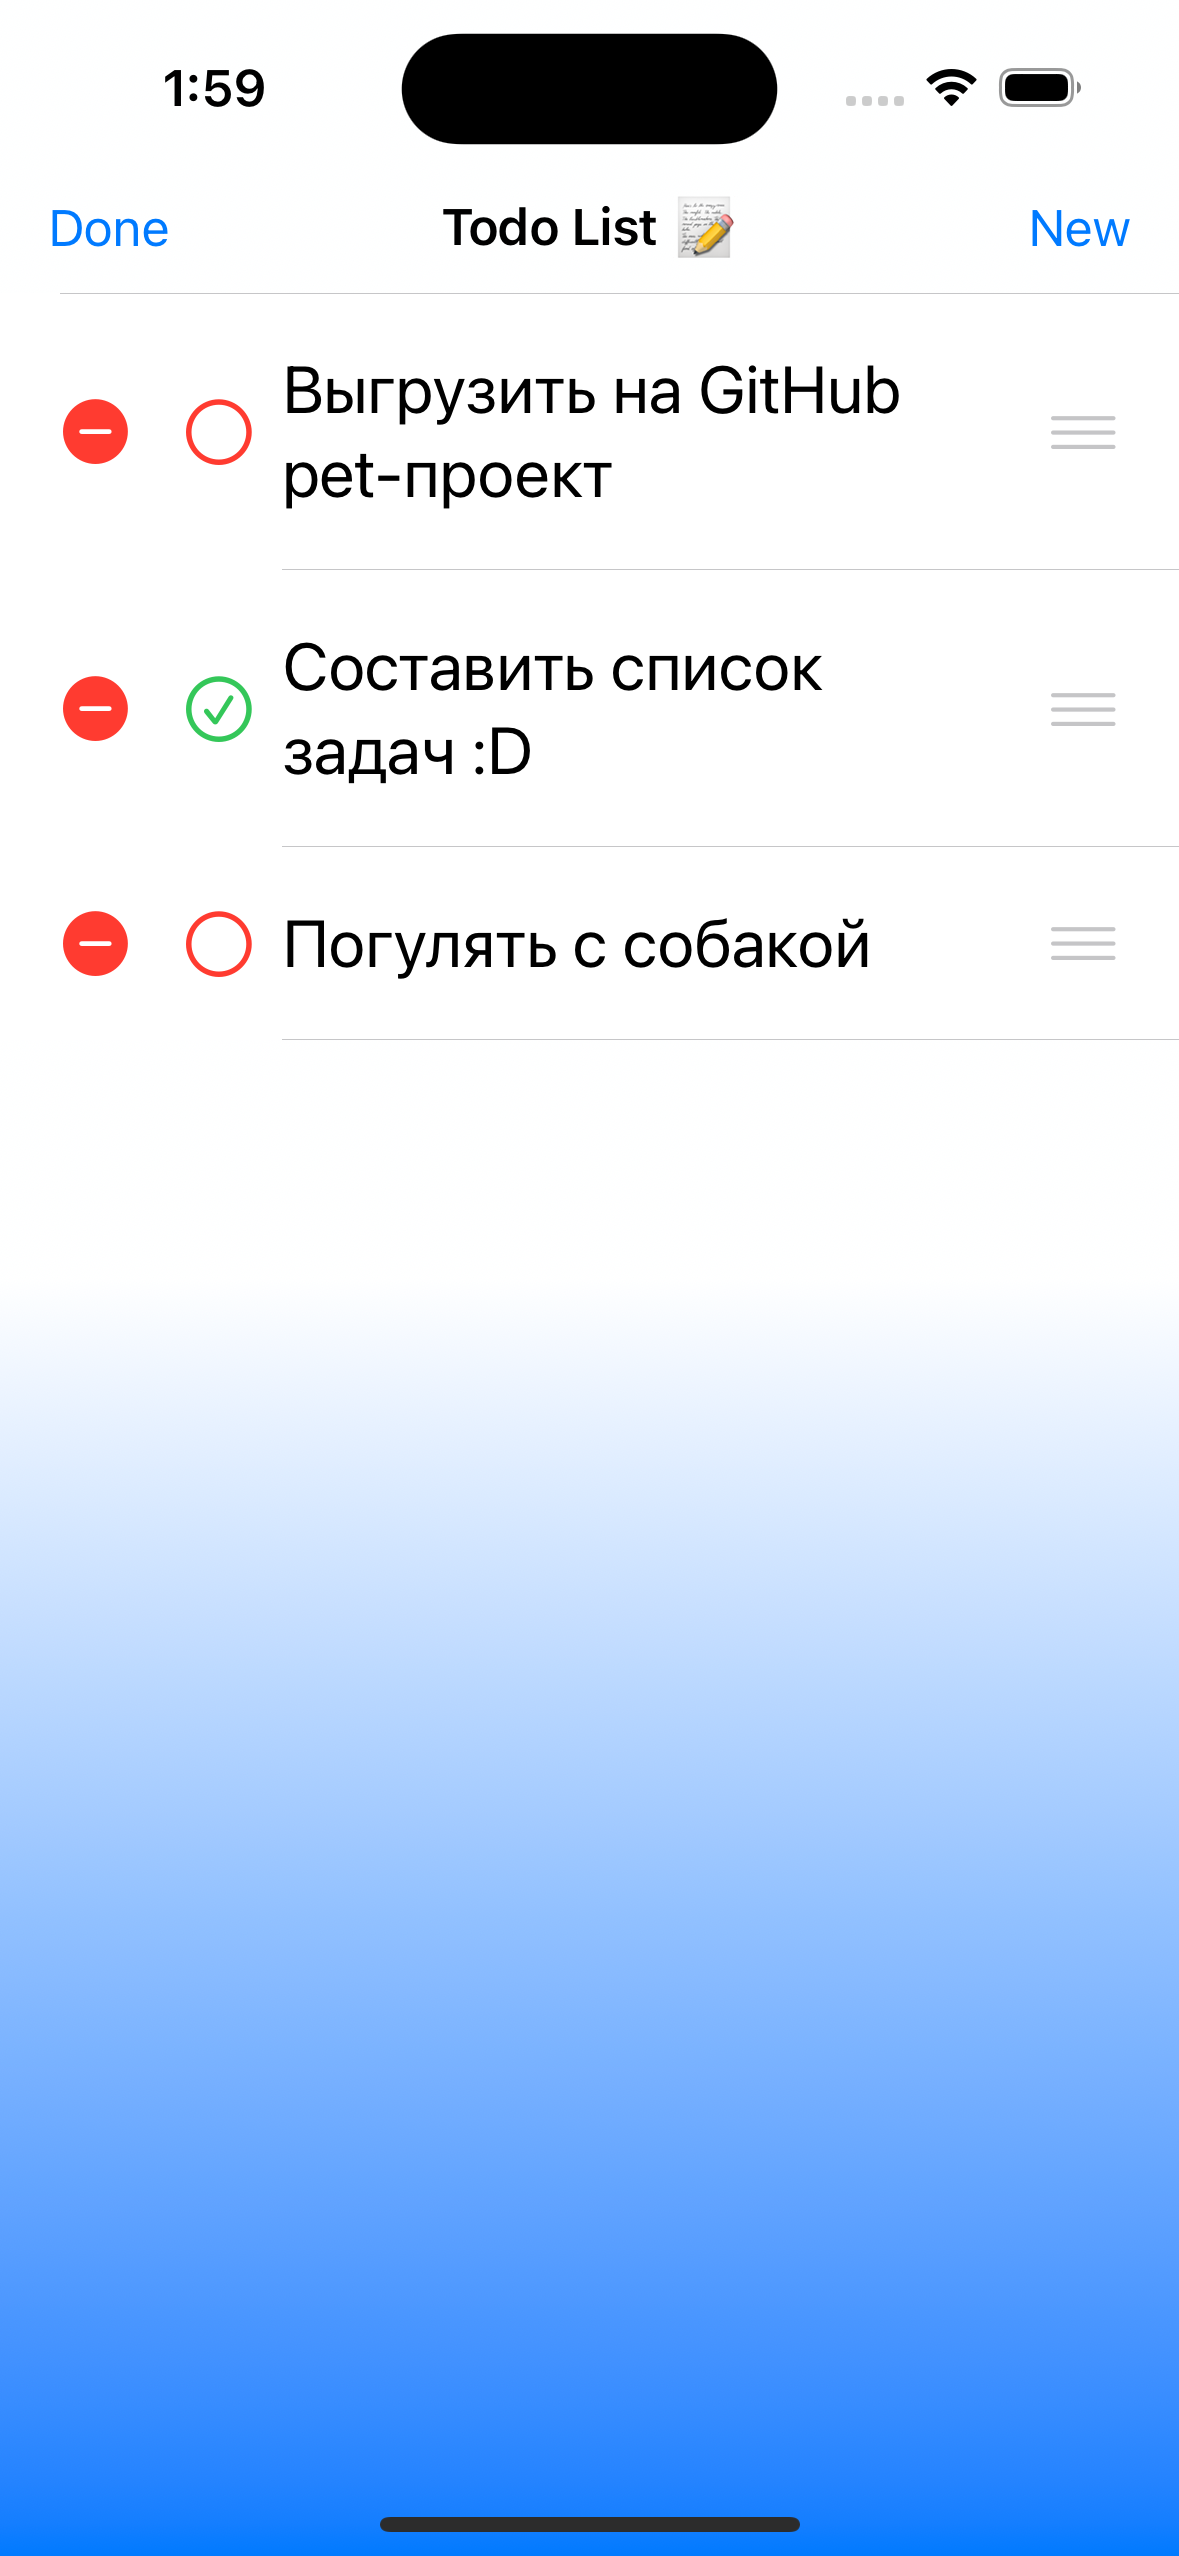 1:59
Done Todo List 📝 New
Выгрузить на GitHub
pet-проект
Составить список
задач :D
Погулять с собакой